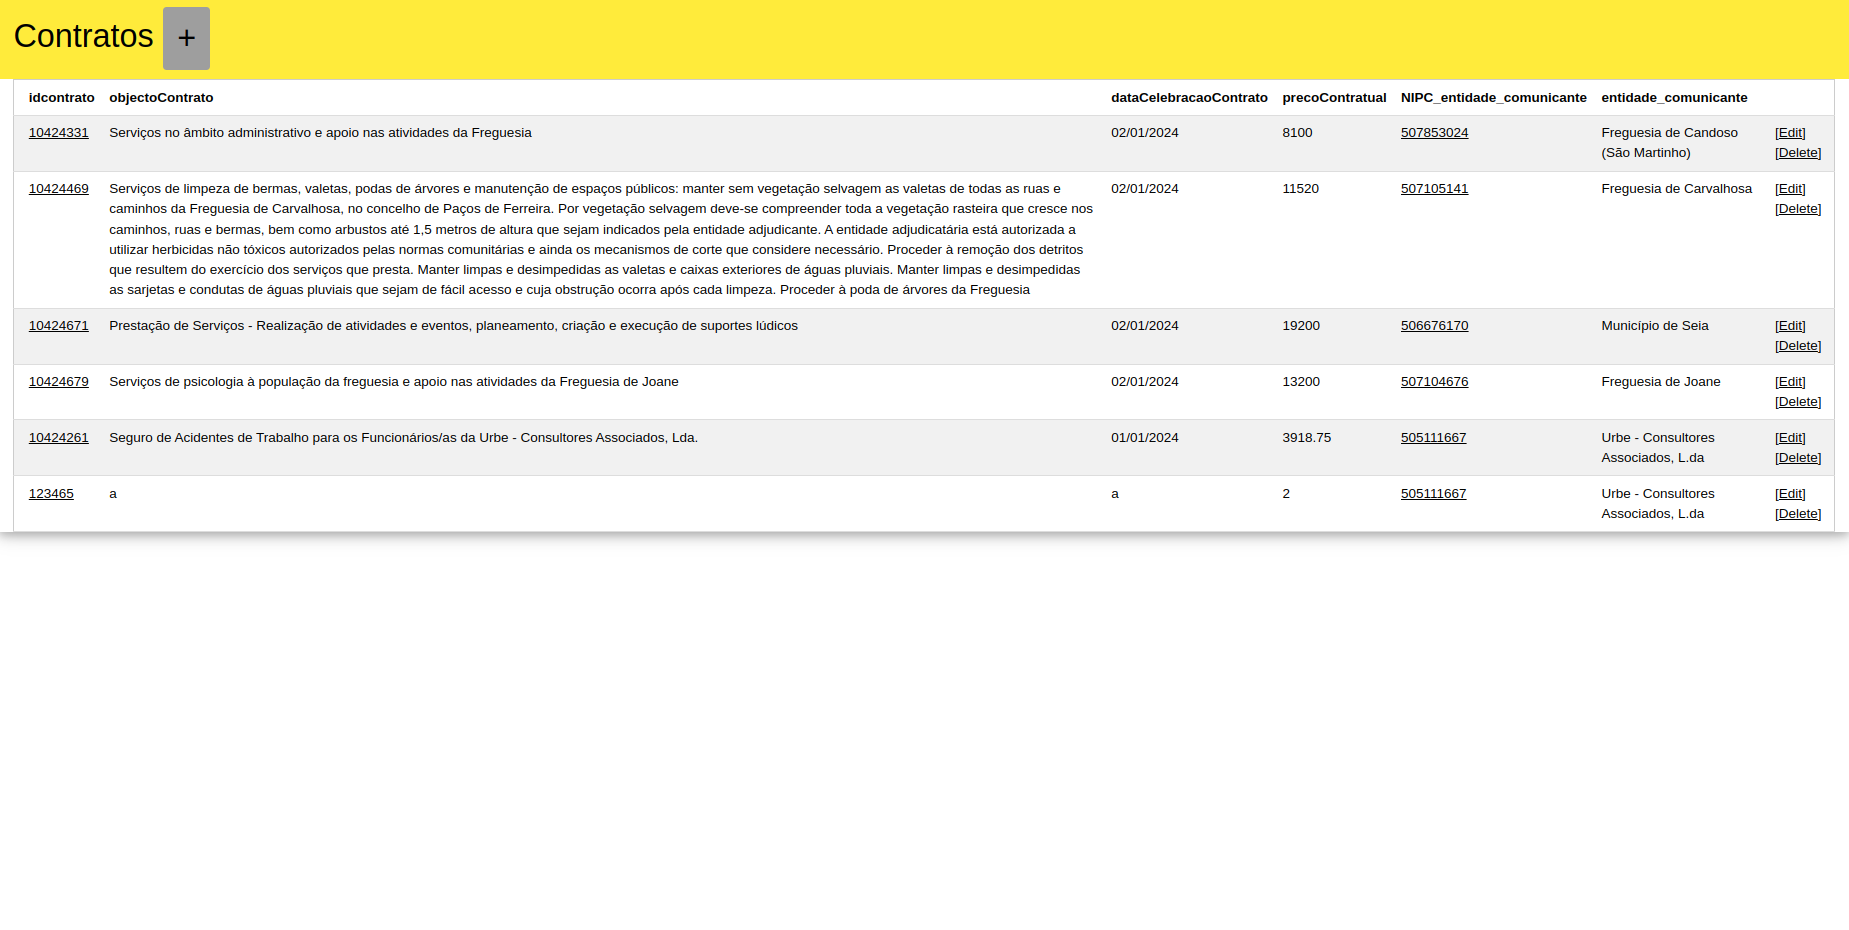 Contratos +
idcontrato objectoContrato dataCelebracaoContrato precoContratual NIPC_entidade_comunicante entidade_comunicante
10424331 Serviços no âmbito administrativo e apoio nas atividades da Freguesia 02/01/2024 8100 507853024 Freguesia de Candoso [Edit]
(São Martinho) [Delete]
10424469 Serviços de limpeza de bermas, valetas, podas de árvores e manutenção de espaços públicos: manter sem vegetação selvagem as valetas de todas as ruas e 02/01/2024 11520 507105141 Freguesia de Carvalhosa [Edit]
caminhos da Freguesia de Carvalhosa, no concelho de Paços de Ferreira. Por vegetação selvagem deve-se compreender toda a vegetação rasteira que cresce nos [Delete]
caminhos, ruas e bermas, bem como arbustos até 1,5 metros de altura que sejam indicados pela entidade adjudicante. A entidade adjudicatária está autorizada a
utilizar herbicidas não tóxicos autorizados pelas normas comunitárias e ainda os mecanismos de corte que considere necessário. Proceder à remoção dos detritos
que resultem do exercício dos serviços que presta. Manter limpas e desimpedidas as valetas e caixas exteriores de águas pluviais. Manter limpas e desimpedidas
as sarjetas e condutas de águas pluviais que sejam de fácil acesso e cuja obstrução ocorra após cada limpeza. Proceder à poda de árvores da Freguesia
10424671 Prestação de Serviços - Realização de atividades e eventos, planeamento, criação e execução de suportes lúdicos 02/01/2024 19200 506676170 Município de Seia [Edit]
[Delete]
10424679 Serviços de psicologia à população da freguesia e apoio nas atividades da Freguesia de Joane 02/01/2024 13200 507104676 Freguesia de Joane [Edit]
[Delete]
10424261 Seguro de Acidentes de Trabalho para os Funcionários/as da Urbe - Consultores Associados, Lda. 01/01/2024 3918.75 505111667 Urbe - Consultores [Edit]
Associados, L.da [Delete]
123465 a a 2 505111667 Urbe - Consultores [Edit]
Associados, L.da [Delete]